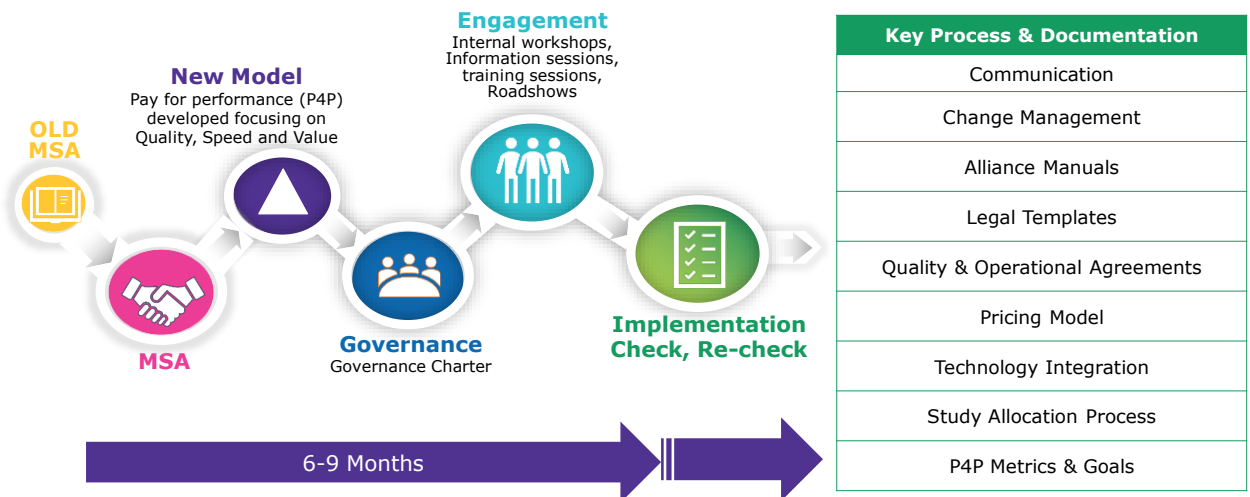 OLD
MSA
MSA
New Model
Pay for performance (P4P)
developed focusing on
Quality, Speed and Value
Governance
Governance Charter
Engagement
Internal workshops,
Information sessions,
training sessions,
Roadshows
Implementation
Check, Re-check
6-9 Months
Key Process & Documentation
Communication
Change Management
Alliance Manuals
Legal Templates
Quality & Operational Agreements
Pricing Model
Technology Integration
Study Allocation Process
P4P Metrics & Goals